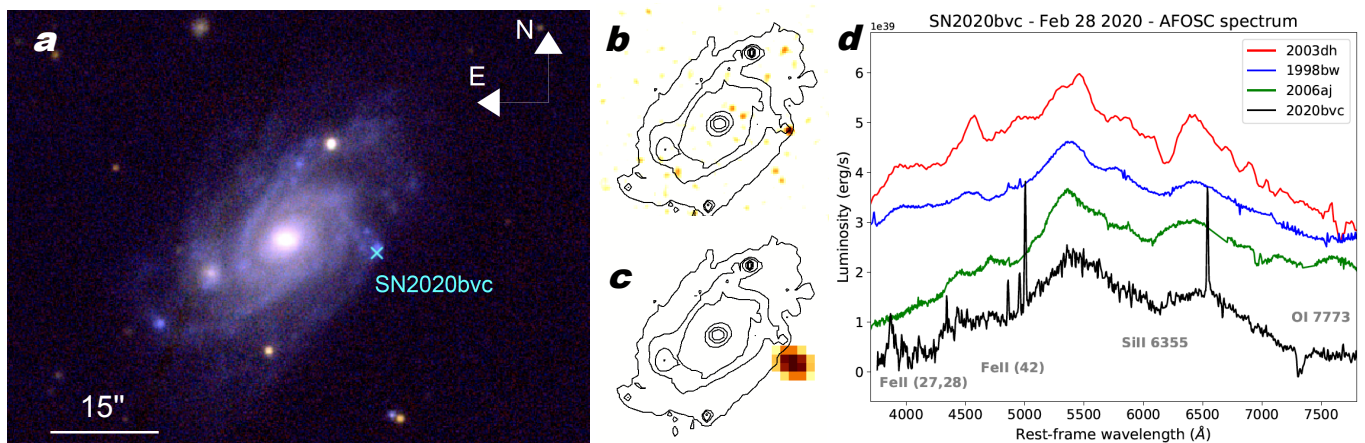 a
N
E
SN2020bvc
15"
b
c
d
SN2020bvc - Feb 28 2020 - AFOSC spectrum
1e39
2003dh
1998bw
2006aj
2020bvc
Luminosity (erg/s)
6
5
4
3
2
1
0
OI 7773
SiII 6355
FeII (42)
FeII (27,28)
4000 4500 5000 5500 6000 6500 7000 7500
Rest-frame wavelength (Å)